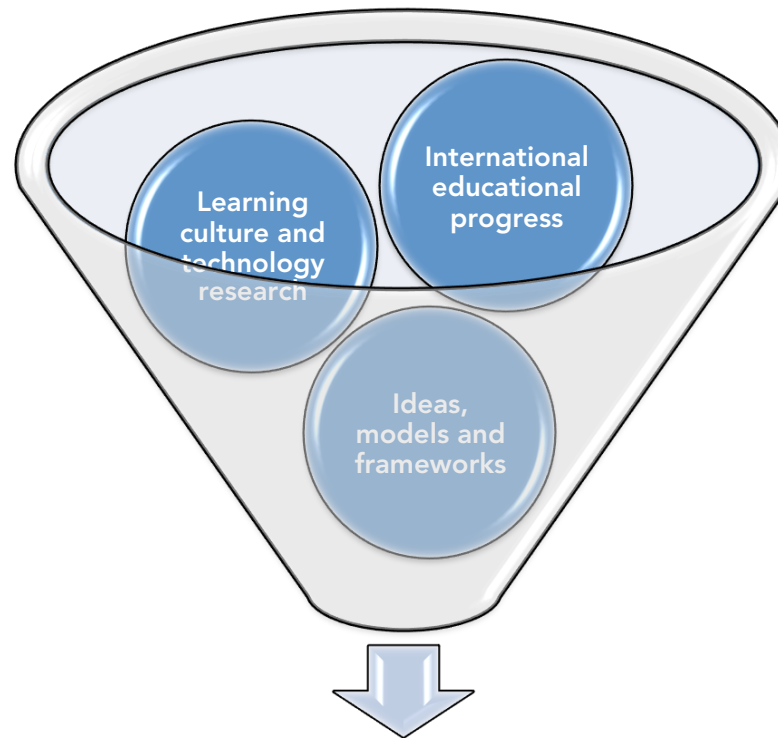 International
educational
progress
Learning
culture and
technology
research
Ideas,
models and
frameworks